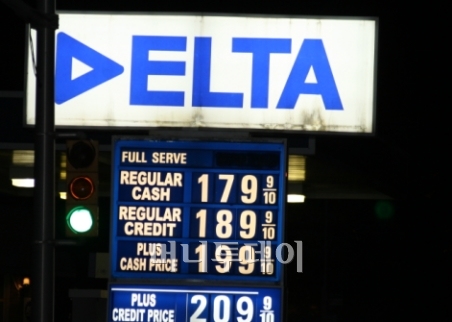 DELTA
FULL SERVE
REGULAR CASH 179 9/10
REGULAR CREDIT 189 9/10
PLUS CASH PRICE 199 9/10
머니투데이
PLUS CREDIT PRICE 209 9/10